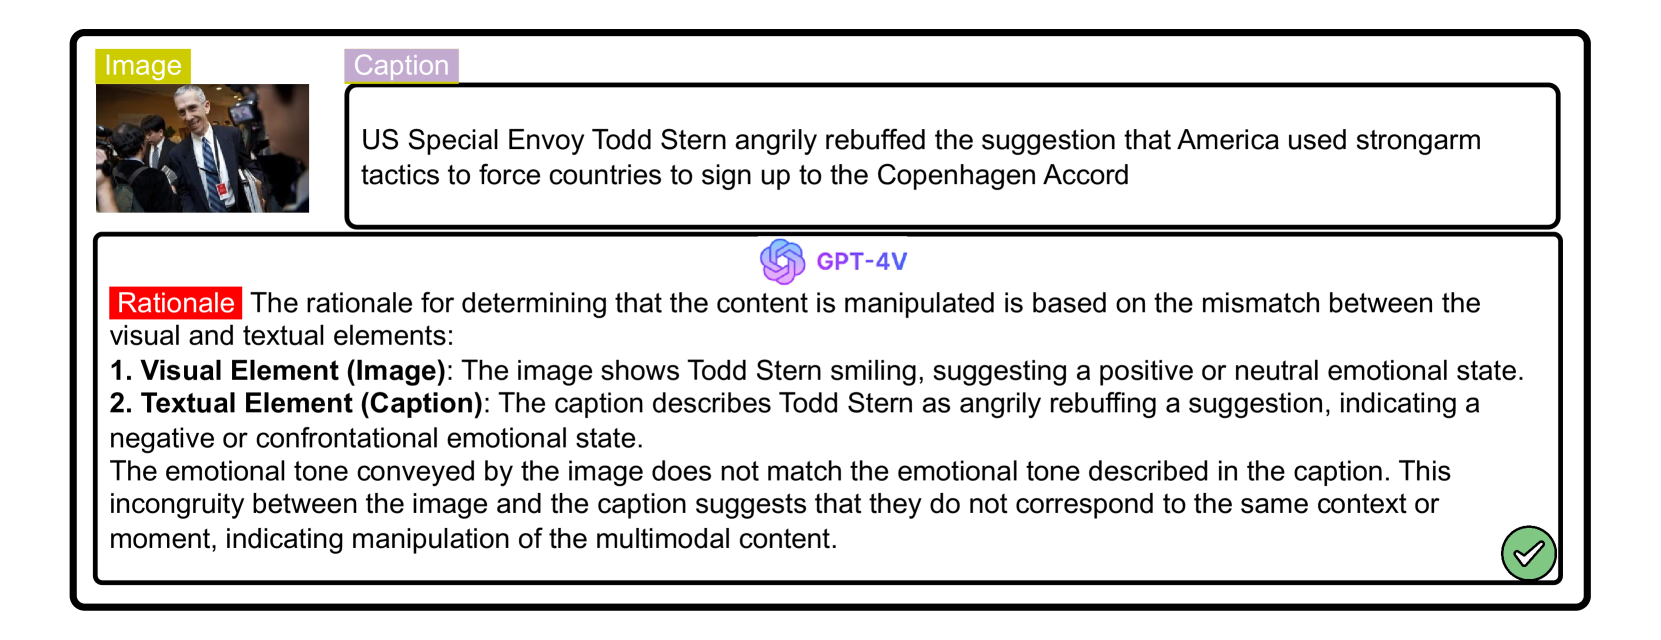 Image
Caption
US Special Envoy Todd Stern angrily rebuffed the suggestion that America used strongarm
tactics to force countries to sign up to the Copenhagen Accord
GPT-4V
Rationale The rationale for determining that the content is manipulated is based on the mismatch between the
visual and textual elements:
1. Visual Element (Image): The image shows Todd Stern smiling, suggesting a positive or neutral emotional state.
2. Textual Element (Caption): The caption describes Todd Stern as angrily rebuffing a suggestion, indicating a
negative or confrontational emotional state.
The emotional tone conveyed by the image does not match the emotional tone described in the caption. This
incongruity between the image and the caption suggests that they do not correspond to the same context or
moment, indicating manipulation of the multimodal content.